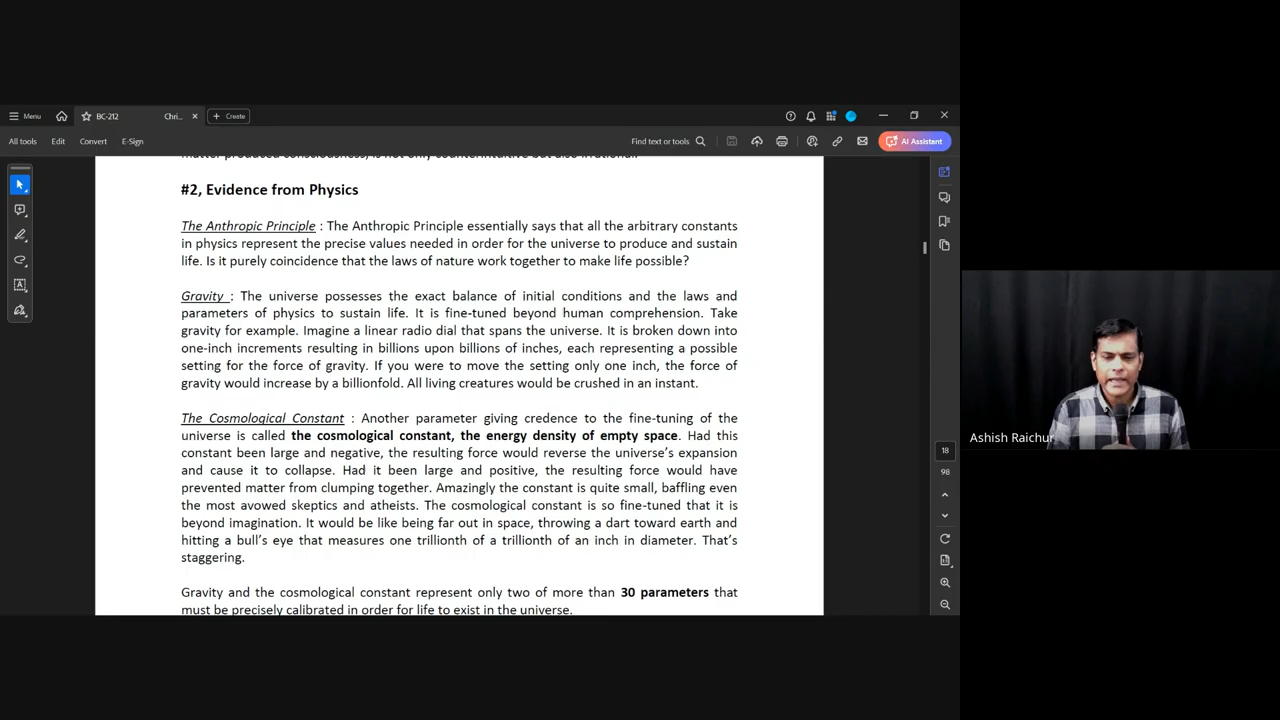 Menu
BC-212
Chri...
Create
All tools
Edit
Convert
E-Sign
Find text or tools
AI Assistant
matter produced consciousness, is not only counterintuitive but also irrational.
#2, Evidence from Physics
The Anthropic Principle : The Anthropic Principle essentially says that all the arbitrary constants
in physics represent the precise values needed in order for the universe to produce and sustain
life. Is it purely coincidence that the laws of nature work together to make life possible?
Gravity : The universe possesses the exact balance of initial conditions and the laws and
parameters of physics to sustain life. It is fine-tuned beyond human comprehension. Take
gravity for example. Imagine a linear radio dial that spans the universe. It is broken down into
one-inch increments resulting in billions upon billions of inches, each representing a possible
setting for the force of gravity. If you were to move the setting only one inch, the force of
gravity would increase by a billionfold. All living creatures would be crushed in an instant.
The Cosmological Constant : Another parameter giving credence to the fine-tuning of the
universe is called the cosmological constant, the energy density of empty space. Had this
constant been large and negative, the resulting force would reverse the universe's expansion
and cause it to collapse. Had it been large and positive, the resulting force would have
prevented matter from clumping together. Amazingly the constant is quite small, baffling even
the most avowed skeptics and atheists. The cosmological constant is so fine-tuned that it is
beyond imagination. It would be like being far out in space, throwing a dart toward earth and
hitting a bull's eye that measures one trillionth of a trillionth of an inch in diameter. That's
staggering.
Gravity and the cosmological constant represent only two of more than 30 parameters that
must be precisely calibrated in order for life to exist in the universe.
18
98
Ashish Raichur